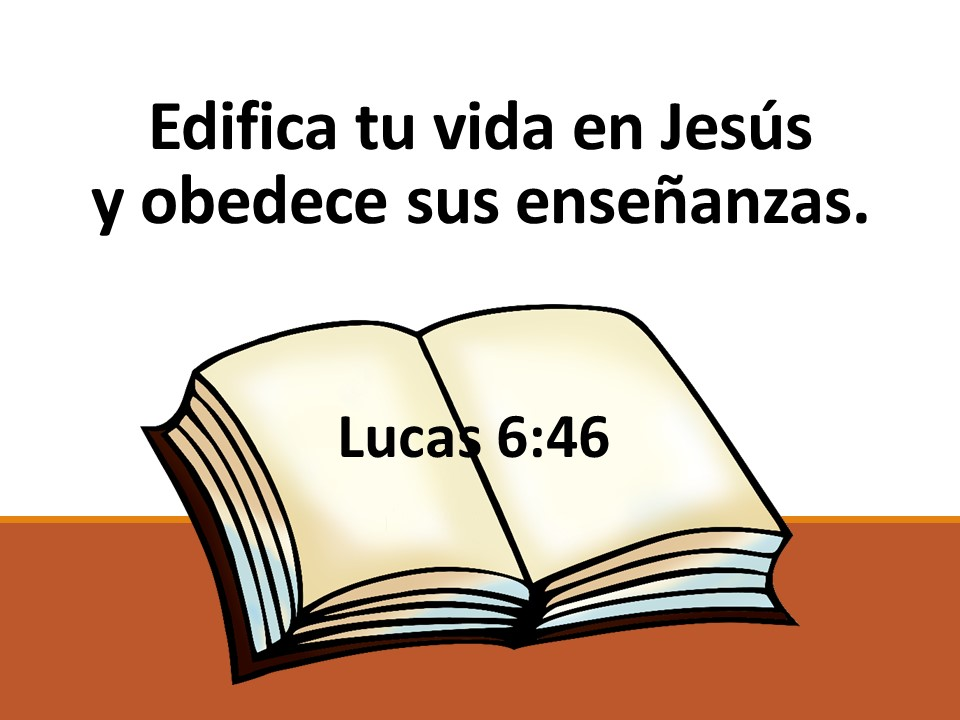 Edifica tu vida en Jesús
y obedece sus enseñanzas.
Lucas 6:46